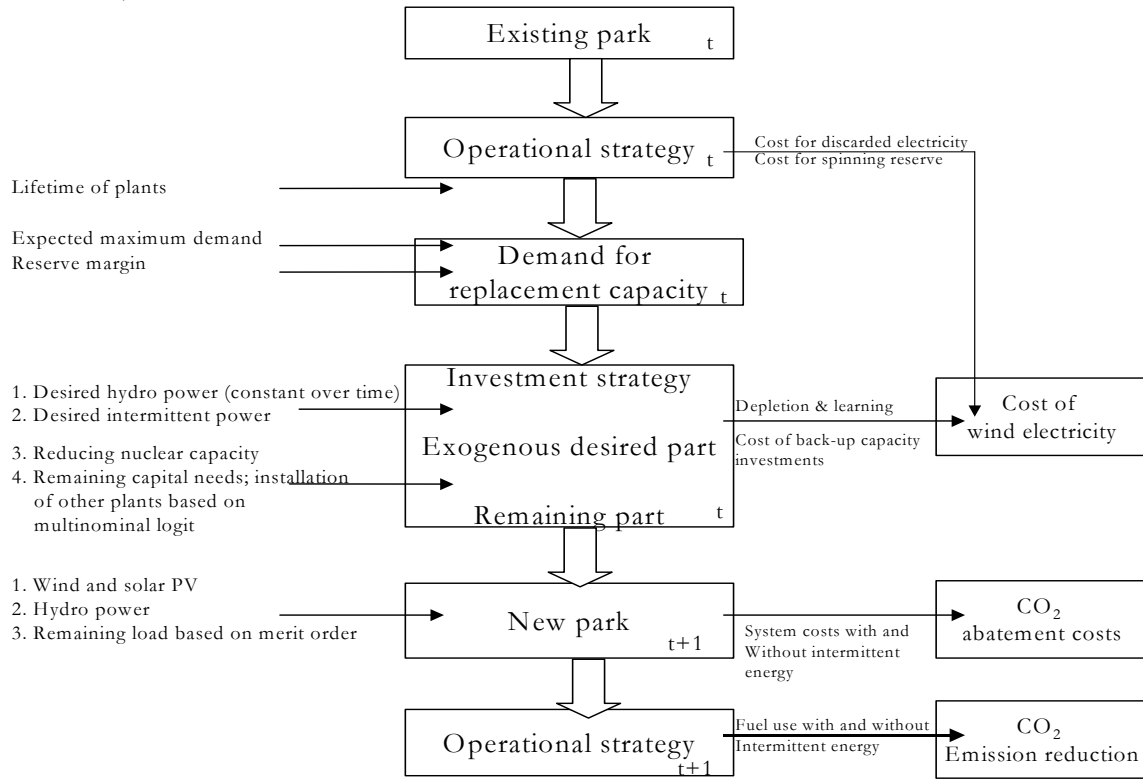 Existing park t
Operational strategy t
Cost for discarded electricity
Cost for spinning reserve
Lifetime of plants
Expected maximum demand
Reserve margin
Demand for
replacement capacity t
1. Desired hydro power (constant over time)
2. Desired intermittent power
3. Reducing nuclear capacity
4. Remaining capital needs; installation
of other plants based on
multinominal logit
Investment strategy
Exogenous desired part
Remaining part t
Depletion & learning
Cost of back-up capacity
investments
Cost of
wind electricity
1. Wind and solar PV
2. Hydro power
3. Remaining load based on merit order
New park
t+1
System costs with and
Without intermittent
energy
CO2
abatement costs
Operational strategy
t+1
Fuel use with and without
Intermittent energy
CO2
Emission reduction